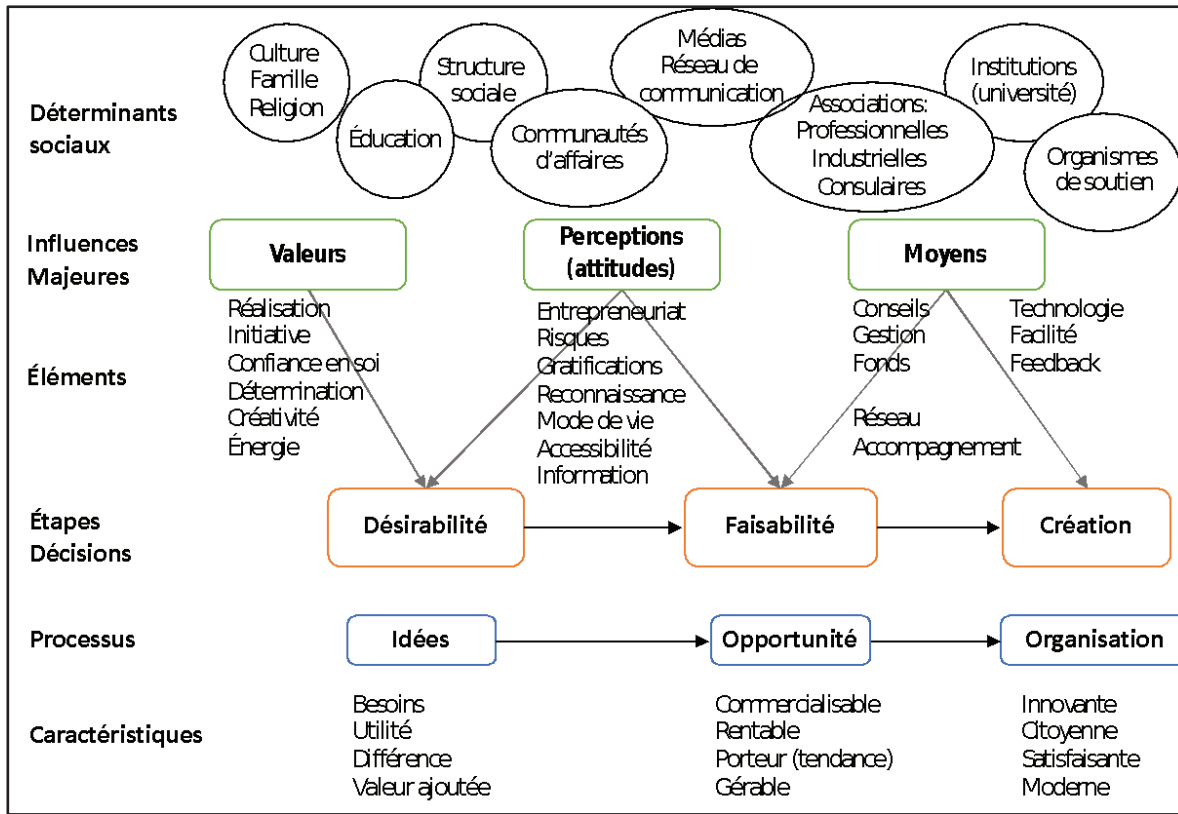 Déterminants
sociaux
Culture
Famille
Religion
Éducation
Structure
sociale
Communautés
d'affaires
Médias
Réseau de
communication
Associations:
Professionnelles
Industrielles
Consulaires
Institutions
(université)
Organismes
de soutien
Influences
Majeures
Valeurs
Perceptions
(attitudes)
Moyens
Éléments
Réalisation
Initiative
Confiance en soi
Détermination
Créativité
Énergie
Entrepreneuriat
Risques
Gratifications
Reconnaissance
Mode de vie
Accessibilité
Information
Conseils
Gestion
Fonds
Réseau
Accompagnement
Technologie
Facilité
Feedback
Étapes
Décisions
Désirabilité
Faisabilité
Création
Processus
Idées
Opportunité
Organisation
Caractéristiques
Besoins
Utilité
Différence
Valeur ajoutée
Commercialisable
Rentable
Porteur (tendance)
Gérable
Innovante
Citoyenne
Satisfaisante
Moderne